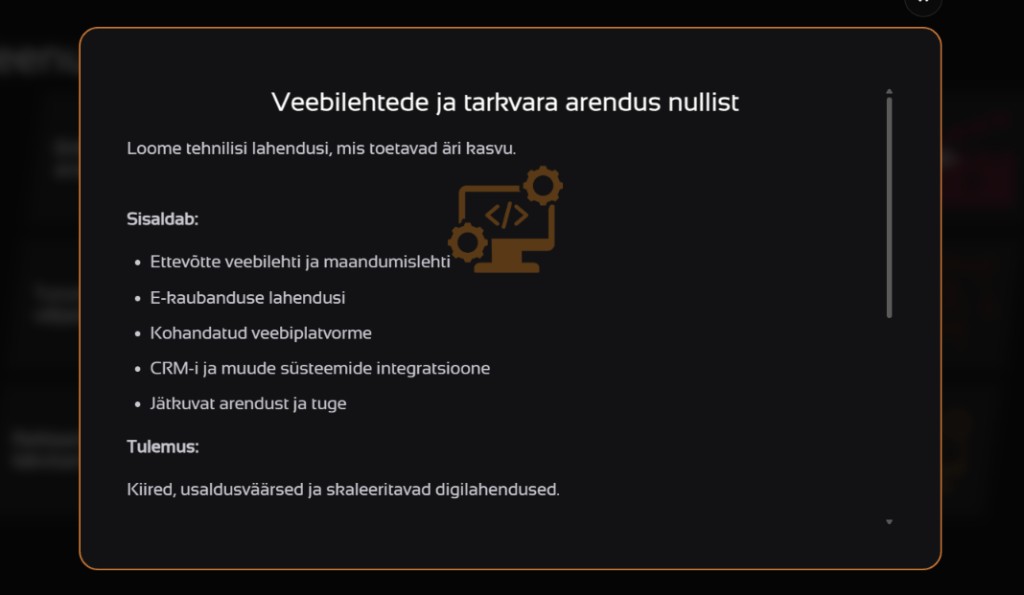 Veebilehtede ja tarkvara arendus nullist
Loome tehnilisi lahendusi, mis toetavad äri kasvu.
</>
Sisaldab:
• Ettevõtte veebilehti ja maandumislehti
• E-kaubanduse lahendusi
• Kohandatud veebiplatvorme
• CRM-i ja muude süsteemide integratsioone
• Jätkuvat arendust ja tuge
Tulemus:
Kiired, usaldusväärsed ja skaleeritavad digilahendused.